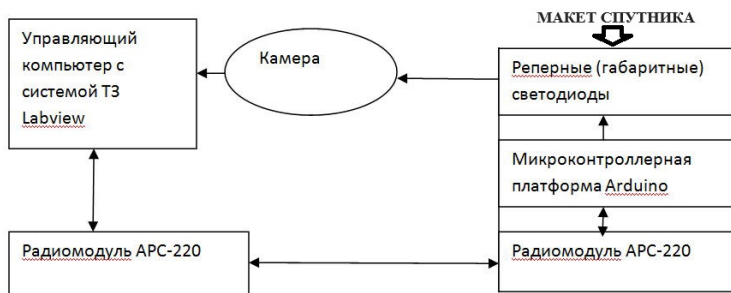 МАКЕТ СПУТНИКА
Управляющий
компьютер с
системой ТЗ
Labview
Камера
Реперные (габаритные)
светодиоды
Микроконтроллерная
платформа Arduino
Радиомодуль АРС-220
Радиомодуль АРС-220